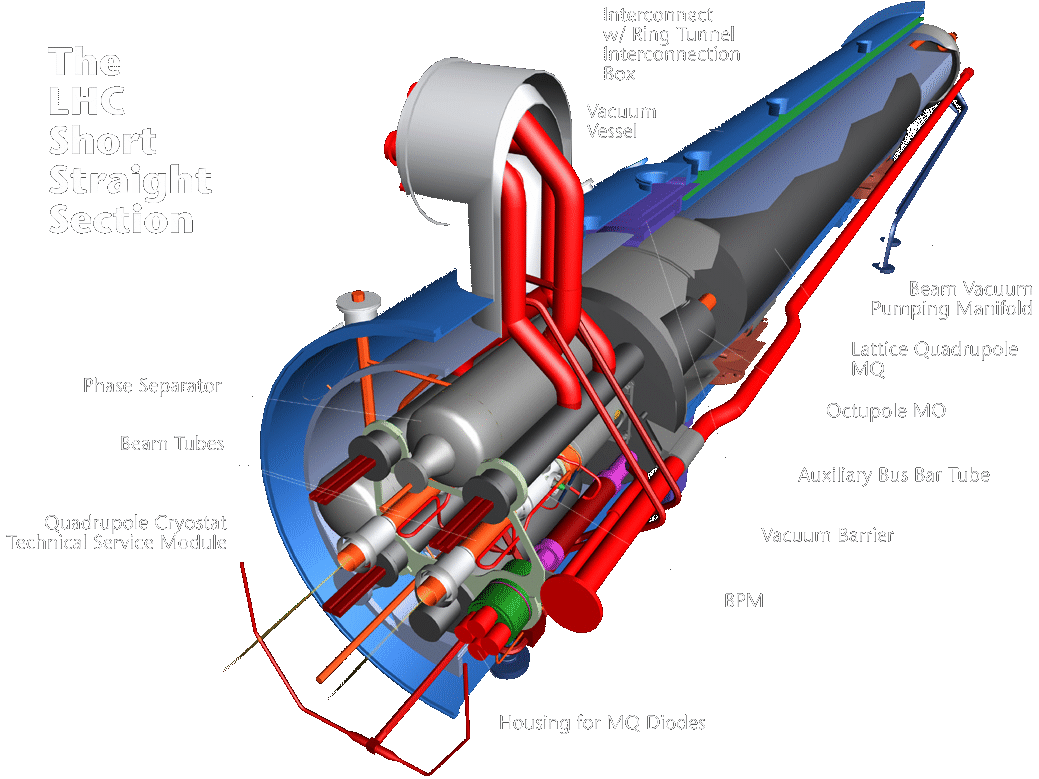 The
LHC
Short
Straight
Section
Interconnect
w/ Ring Tunnel
Interconnection
Box
Vacuum
Vessel
Beam Vacuum
Pumping Manifold
Lattice Quadrupole
MQ
Octupole MO
Auxiliary Bus Bar Tube
Vacuum Barrier
BPM
Phase Separator
Beam Tubes
Quadrupole Cryostat
Technical Service Module
Housing for MQ Diodes